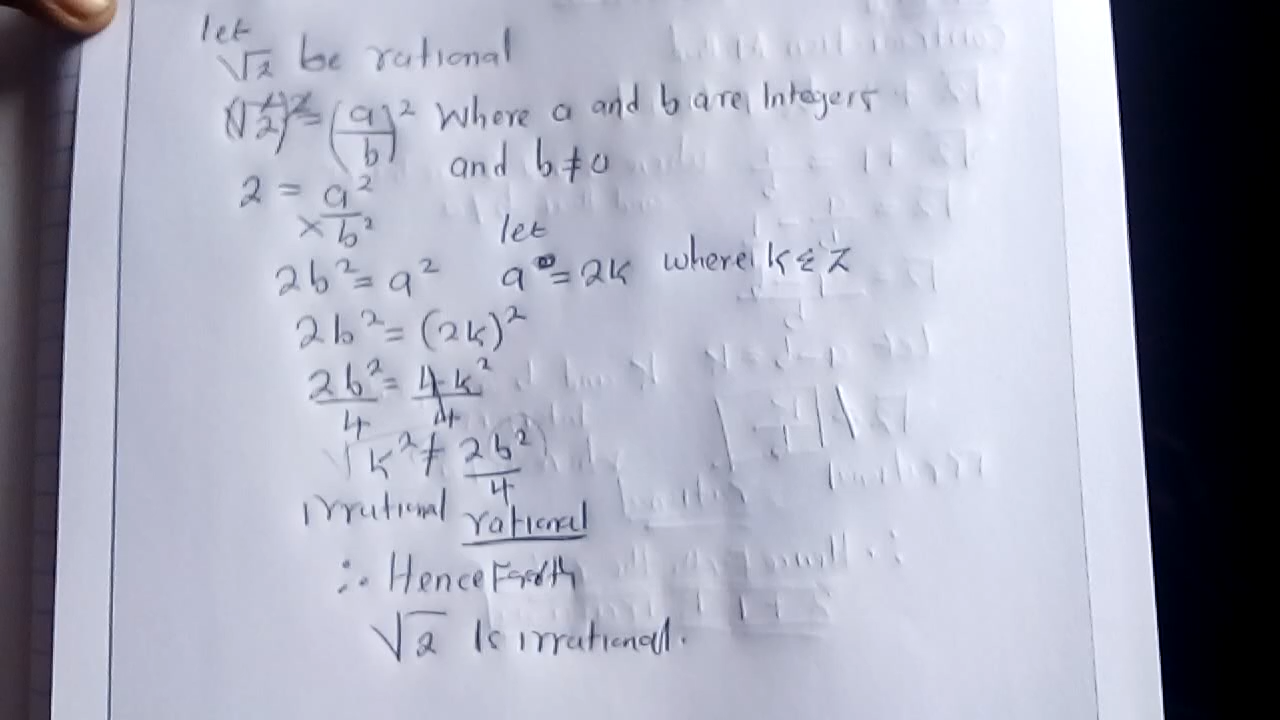 let
√2 be rational
(√2)² = (a/b)² Where a and b are Integers
and b≠0
2 = a²/b²
×
let
2b² = a² a = 2k where k ∈ Z
2b² = (2k)²
2b²/4 = 4k²/4
√k² ≠ 2b²/4
irrational rational
∴ Hence
√2 Is irrational.